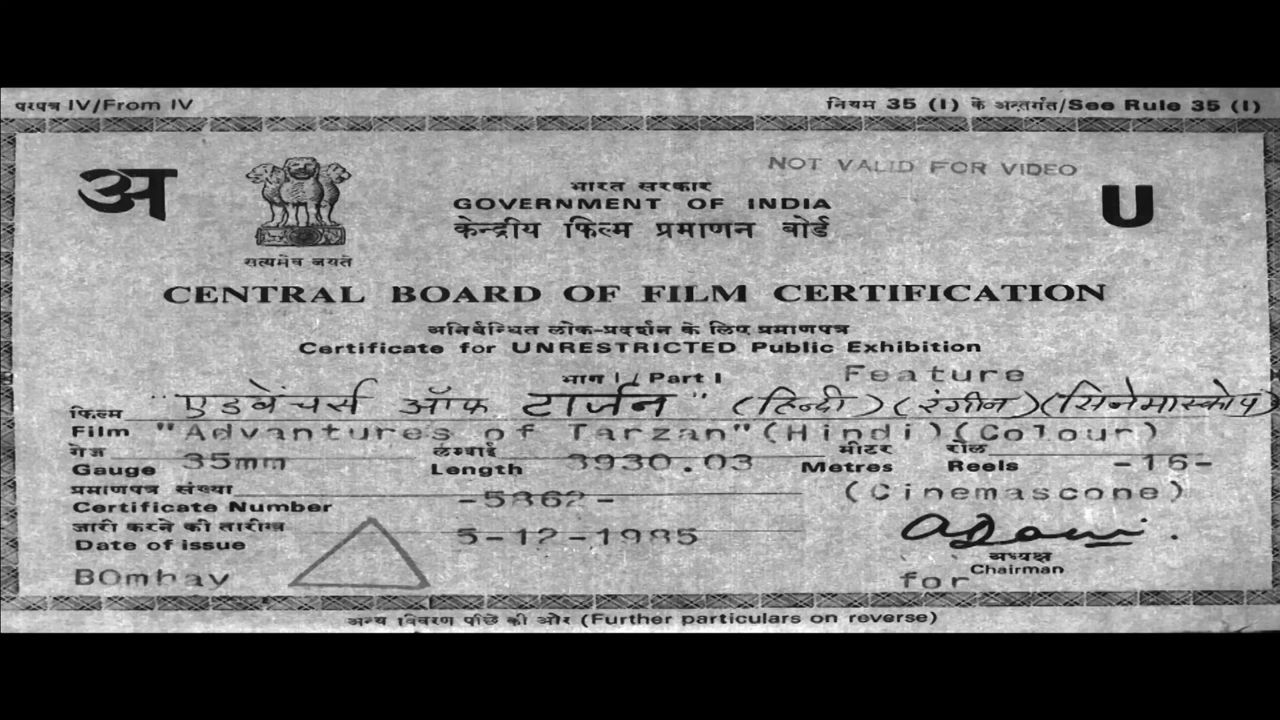 परपत्र IV/From IV
नियम 35 (I) के अन्तर्गत/See Rule 35 (I)
NOT VALID FOR VIDEO
अ
U
भारत सरकार
GOVERNMENT OF INDIA
केन्द्रीय फिल्म प्रमाणन बोर्ड
सत्यमेव जयते
CENTRAL BOARD OF FILM CERTIFICATION
अनिर्बन्धित लोक-प्रदर्शन के लिए प्रमाणपत्र
Certificate for UNRESTRICTED Public Exhibition
भाग I / Part I Feature
फिल्म "एडवेंचर्स ऑफ टार्जन" (हिन्दी) (रंगीन) (सिनेमास्कोप)
Film "Advantures of Tarzan" (Hindi) (Colour)
गेज लम्बाई मीटर रील
Gauge 35mm Length 3930.03 Metres Reels -16-
प्रमाणपत्र संख्या
Certificate Number -5862- (Cinemascope)
जारी करने की तारीख
Date of issue 5-12-1985
अध्यक्ष
Chairman
Bombay
for
अन्य विवरण पीछे की ओर (Further particulars on reverse)